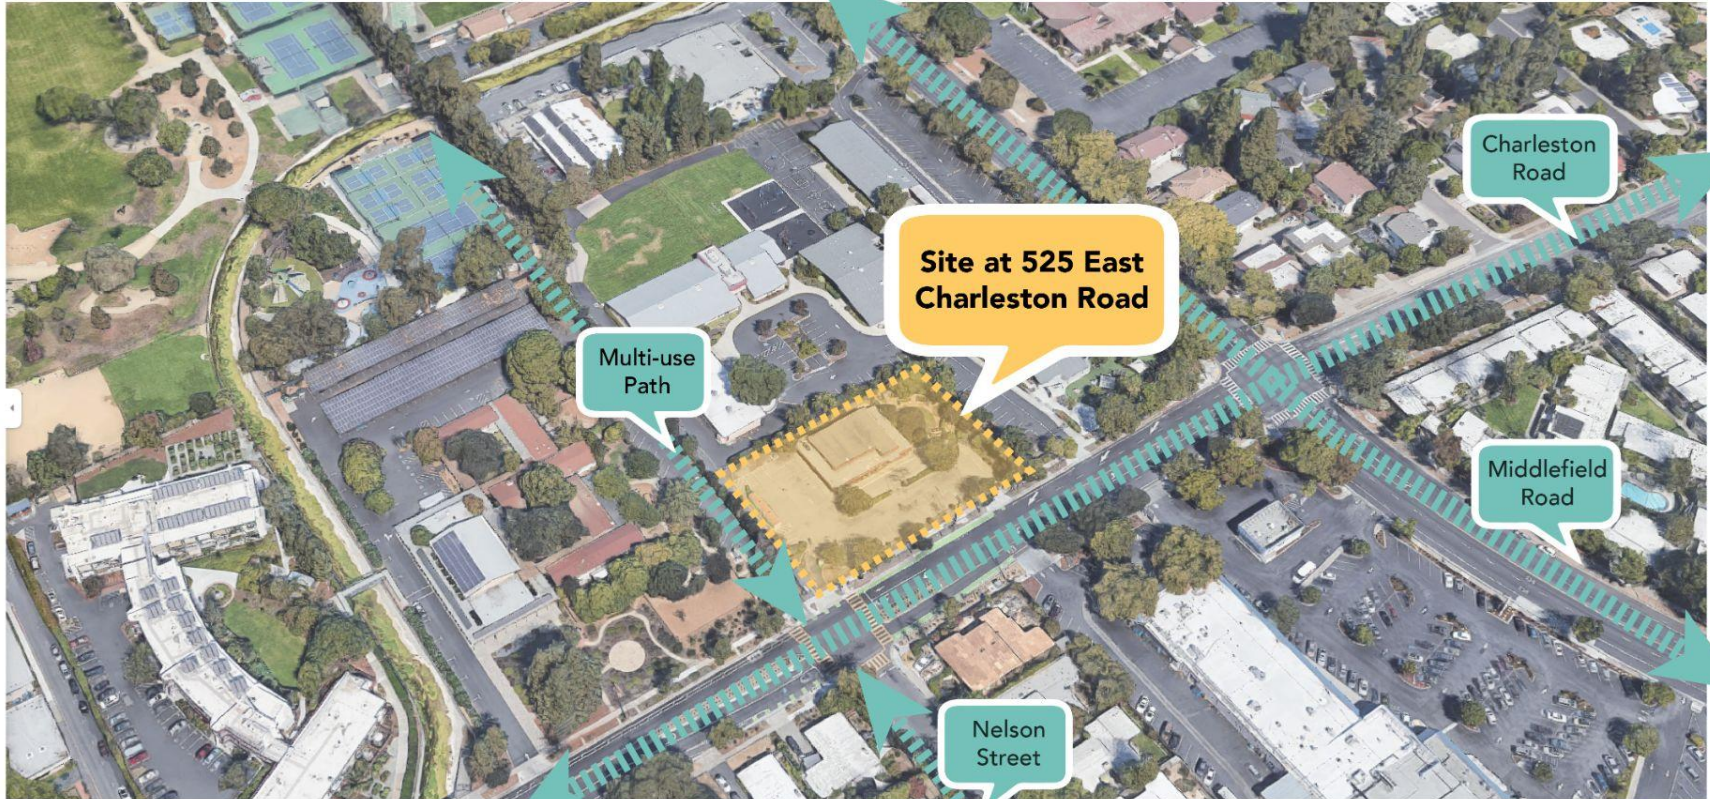 Charleston
Road
Site at 525 East
Charleston Road
Multi-use
Path
Middlefield
Road
Nelson
Street